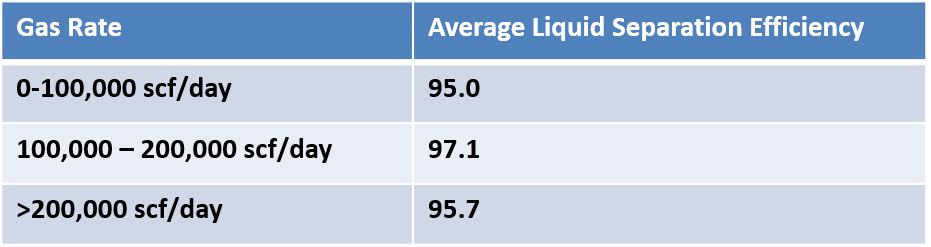 Gas Rate Average Liquid Separation Efficiency
0-100,000 scf/day 95.0
100,000 – 200,000 scf/day 97.1
>200,000 scf/day 95.7